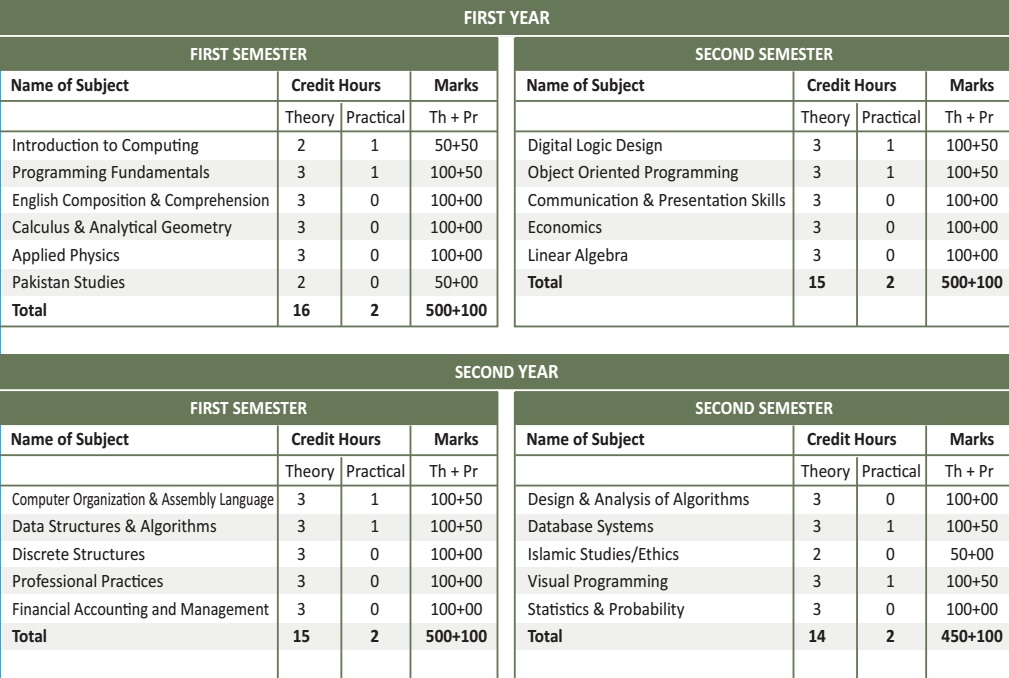 FIRST YEAR
FIRST SEMESTER
Name of Subject Credit Hours Marks
Theory Practical Th + Pr
Introduction to Computing 2 1 50+50
Programming Fundamentals 3 1 100+50
English Composition & Comprehension 3 0 100+00
Calculus & Analytical Geometry 3 0 100+00
Applied Physics 3 0 100+00
Pakistan Studies 2 0 50+00
Total 16 2 500+100
SECOND SEMESTER
Name of Subject Credit Hours Marks
Theory Practical Th + Pr
Digital Logic Design 3 1 100+50
Object Oriented Programming 3 1 100+50
Communication & Presentation Skills 3 0 100+00
Economics 3 0 100+00
Linear Algebra 3 0 100+00
Total 15 2 500+100
SECOND YEAR
FIRST SEMESTER
Name of Subject Credit Hours Marks
Theory Practical Th + Pr
Computer Organization & Assembly Language 3 1 100+50
Data Structures & Algorithms 3 1 100+50
Discrete Structures 3 0 100+00
Professional Practices 3 0 100+00
Financial Accounting and Management 3 0 100+00
Total 15 2 500+100
SECOND SEMESTER
Name of Subject Credit Hours Marks
Theory Practical Th + Pr
Design & Analysis of Algorithms 3 0 100+00
Database Systems 3 1 100+50
Islamic Studies/Ethics 2 0 50+00
Visual Programming 3 1 100+50
Statistics & Probability 3 0 100+00
Total 14 2 450+100